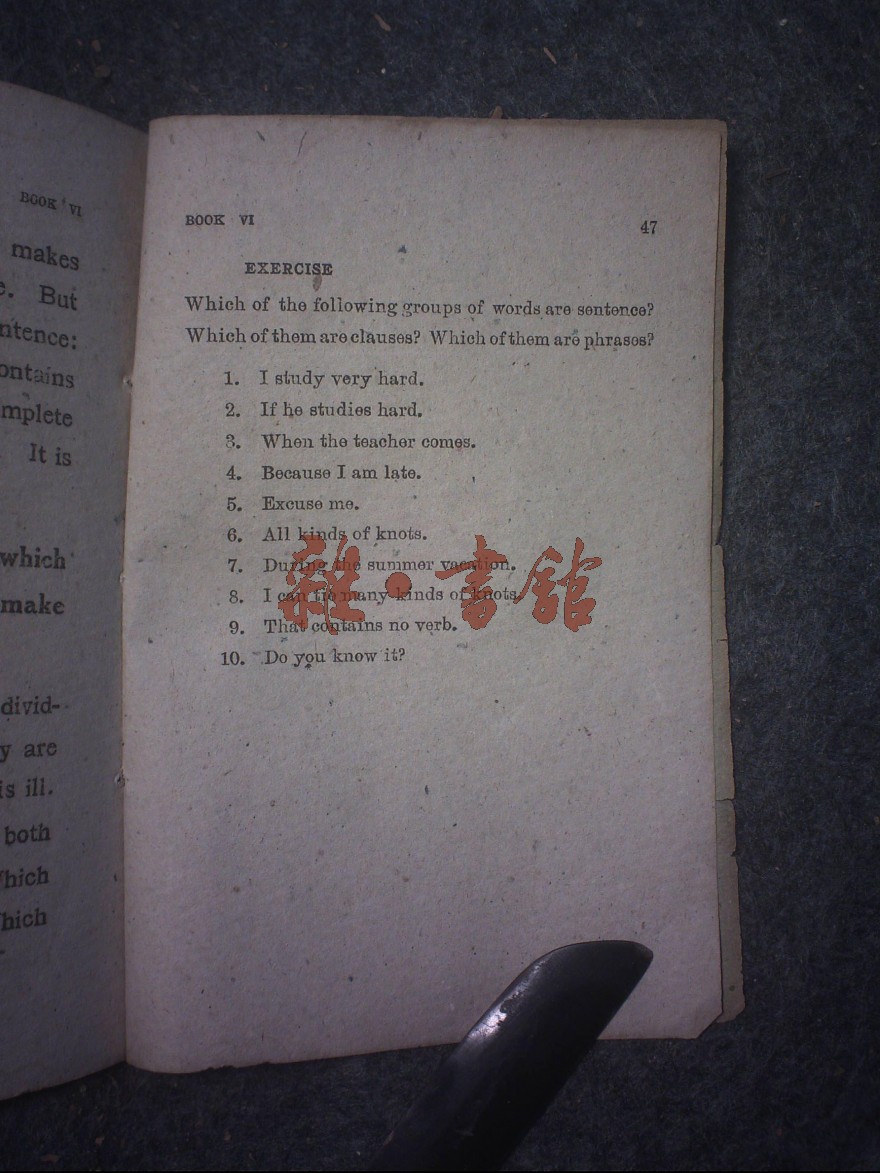 BOOK VI
makes
But
ntence:
ontains
mplete
It is
which
make
divid-
y are
is ill.
both
Which
hich
BOOK VI 47
EXERCISE
Which of the following groups of words are sentence?
Which of them are clauses? Which of them are phrases?
1. I study very hard.
2. If he studies hard.
3. When the teacher comes.
4. Because I am late.
5. Excuse me.
6. All kinds of knots.
7. During the summer vacation.
8. I can tie many kinds of knots.
9. That contains no verb.
10. Do you know it?
雜·書館